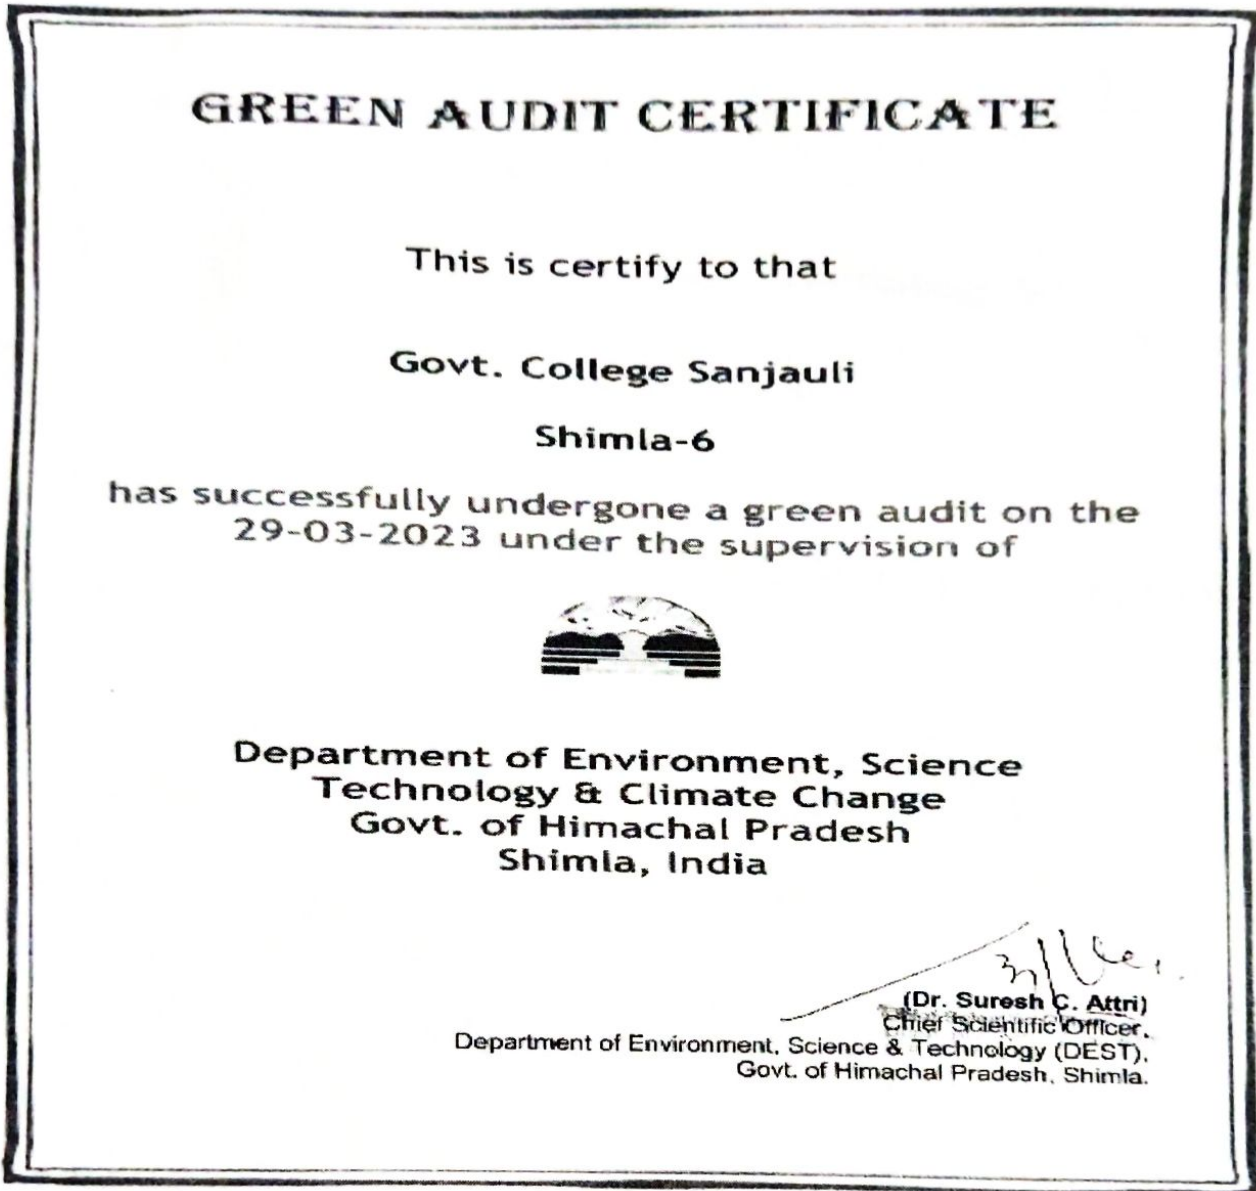 GREEN AUDIT CERTIFICATE
This is certify to that
Govt. College Sanjauli
Shimla-6
has successfully undergone a green audit on the
29-03-2023 under the supervision of
Department of Environment, Science
Technology & Climate Change
Govt. of Himachal Pradesh
Shimla, India
(Dr. Suresh C. Attri)
Chief Scientific Officer,
Department of Environment, Science & Technology (DEST),
Govt. of Himachal Pradesh, Shimla.